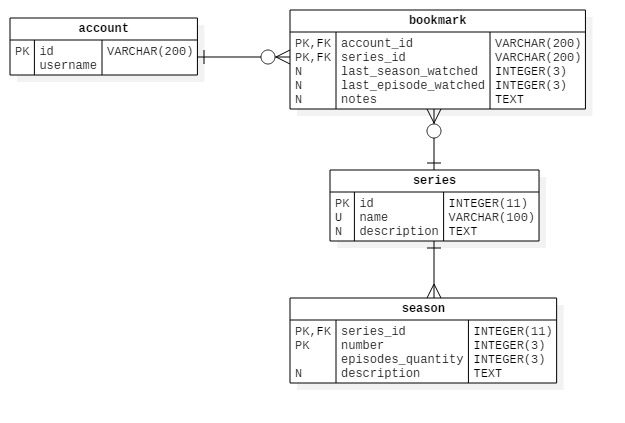 account
PK id VARCHAR(200)
username
bookmark
PK,FK account_id VARCHAR(200)
PK,FK series_id VARCHAR(200)
N last_season_watched INTEGER(3)
N last_episode_watched INTEGER(3)
N notes TEXT
series
PK id INTEGER(11)
U name VARCHAR(100)
N description TEXT
season
PK,FK series_id INTEGER(11)
PK number INTEGER(3)
episodes_quantity INTEGER(3)
N description TEXT